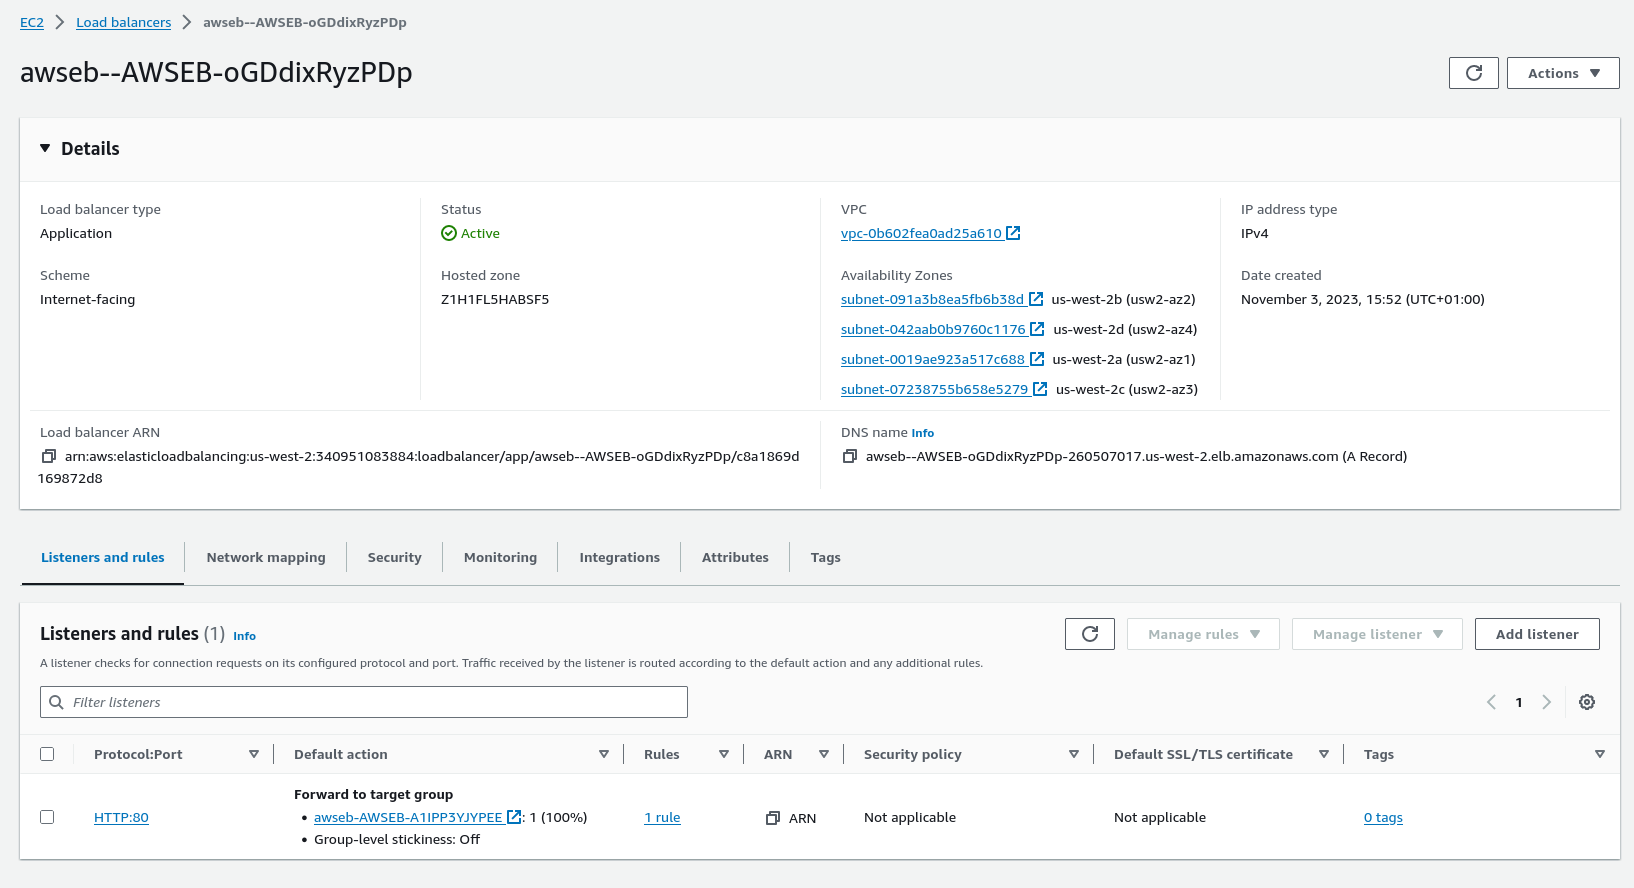 EC2 Load balancers awseb--AWSEB-oGDdixRyzPDp
awseb--AWSEB-oGDdixRyzPDp
Actions
Details
Load balancer type
Application
Status
Active
VPC
vpc-0b602fea0ad25a610
IP address type
IPv4
Scheme
Internet-facing
Hosted zone
Z1H1FL5HABSF5
Availability Zones
subnet-091a3b8ea5fb6b38d us-west-2b (usw2-az2)
subnet-042aab0b9760c1176 us-west-2d (usw2-az4)
subnet-0019ae923a517c688 us-west-2a (usw2-az1)
subnet-07238755b658e5279 us-west-2c (usw2-az3)
Date created
November 3, 2023, 15:52 (UTC+01:00)
Load balancer ARN
arn:aws:elasticloadbalancing:us-west-2:340951083884:loadbalancer/app/awseb--AWSEB-oGDdixRyzPDp/c8a1869d
169872d8
DNS name Info
awseb--AWSEB-oGDdixRyzPDp-260507017.us-west-2.elb.amazonaws.com (A Record)
Listeners and rules Network mapping Security Monitoring Integrations Attributes Tags
Listeners and rules (1) Info
Manage rules Manage listener Add listener
A listener checks for connection requests on its configured protocol and port. Traffic received by the listener is routed according to the default action and any additional rules.
Filter listeners
1
Protocol:Port Default action Rules ARN Security policy Default SSL/TLS certificate Tags
HTTP:80
Forward to target group
• awseb-AWSEB-A1IPP3YJYPEE : 1 (100%)
• Group-level stickiness: Off
1 rule
ARN
Not applicable
Not applicable
0 tags